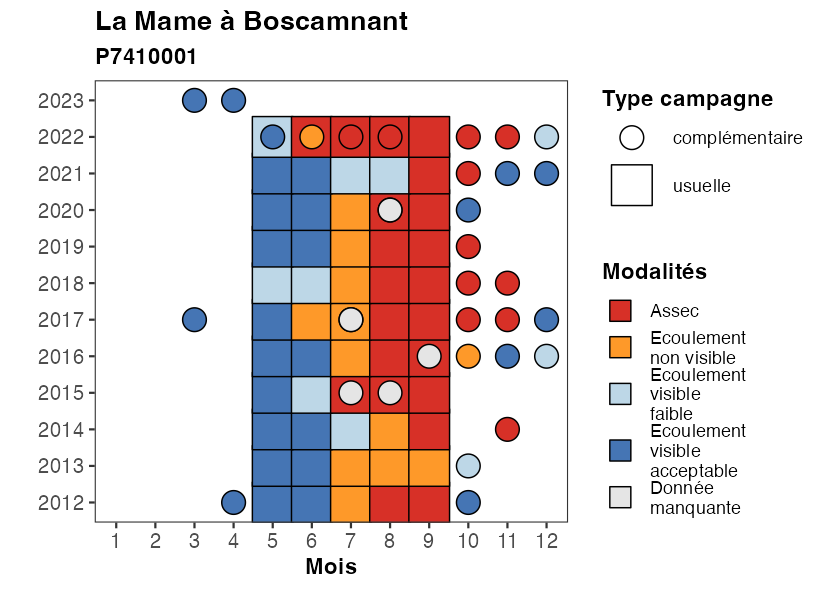 La Mame à Boscamnant
P7410001
2023
2022
2021
2020
2019
2018
2017
2016
2015
2014
2013
2012
1 2 3 4 5 6 7 8 9 10 11 12
Mois
Type campagne
complémentaire
usuelle
Modalités
Assec
Ecoulement
non visible
Ecoulement
visible
faible
Ecoulement
visible
acceptable
Donnée
manquante